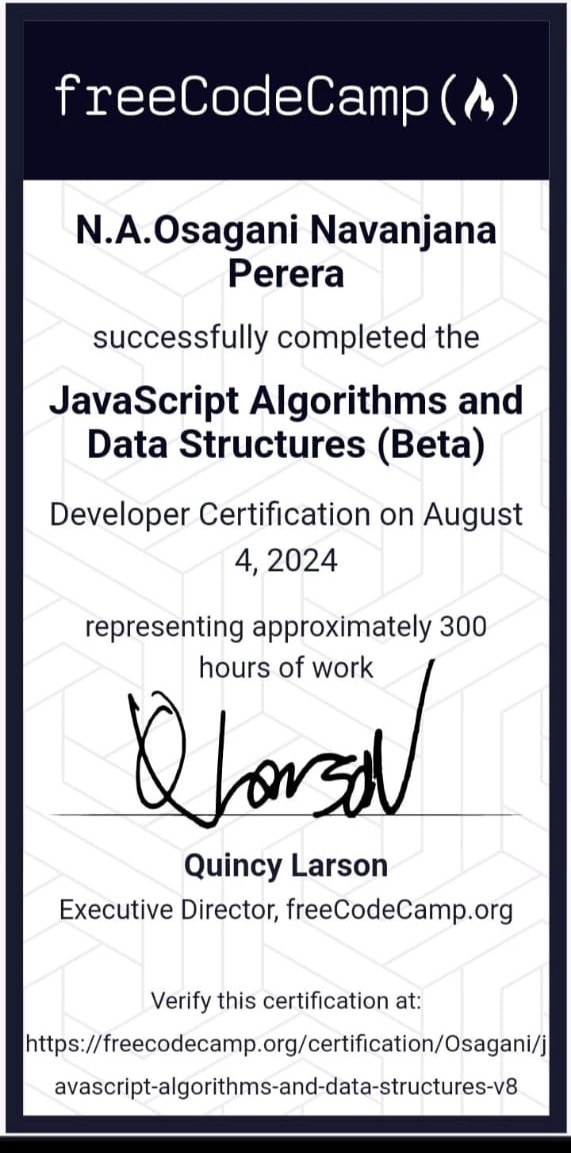 freeCodeCamp
N.A.Osagani Navanjana
Perera
successfully completed the
JavaScript Algorithms and
Data Structures (Beta)
Developer Certification on August
4, 2024
representing approximately 300
hours of work
QLarson
Quincy Larson
Executive Director, freeCodeCamp.org
Verify this certification at:
https://freecodecamp.org/certification/Osagani/j
avascript-algorithms-and-data-structures-v8